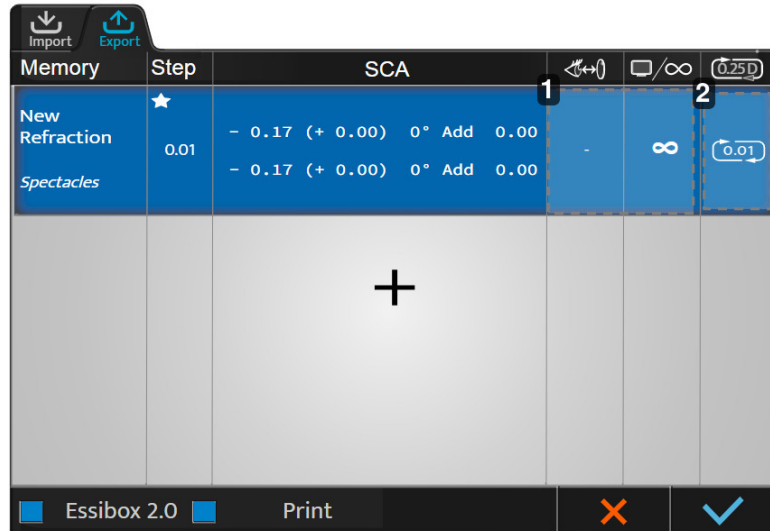 Import Export
Memory Step SCA /∞ 0.25D
1 2
New
Refraction
Spectacles
0.01
- 0.17 (+ 0.00) 0° Add 0.00
- 0.17 (+ 0.00) 0° Add 0.00
- ∞ 0.01
+
Essibox 2.0 Print